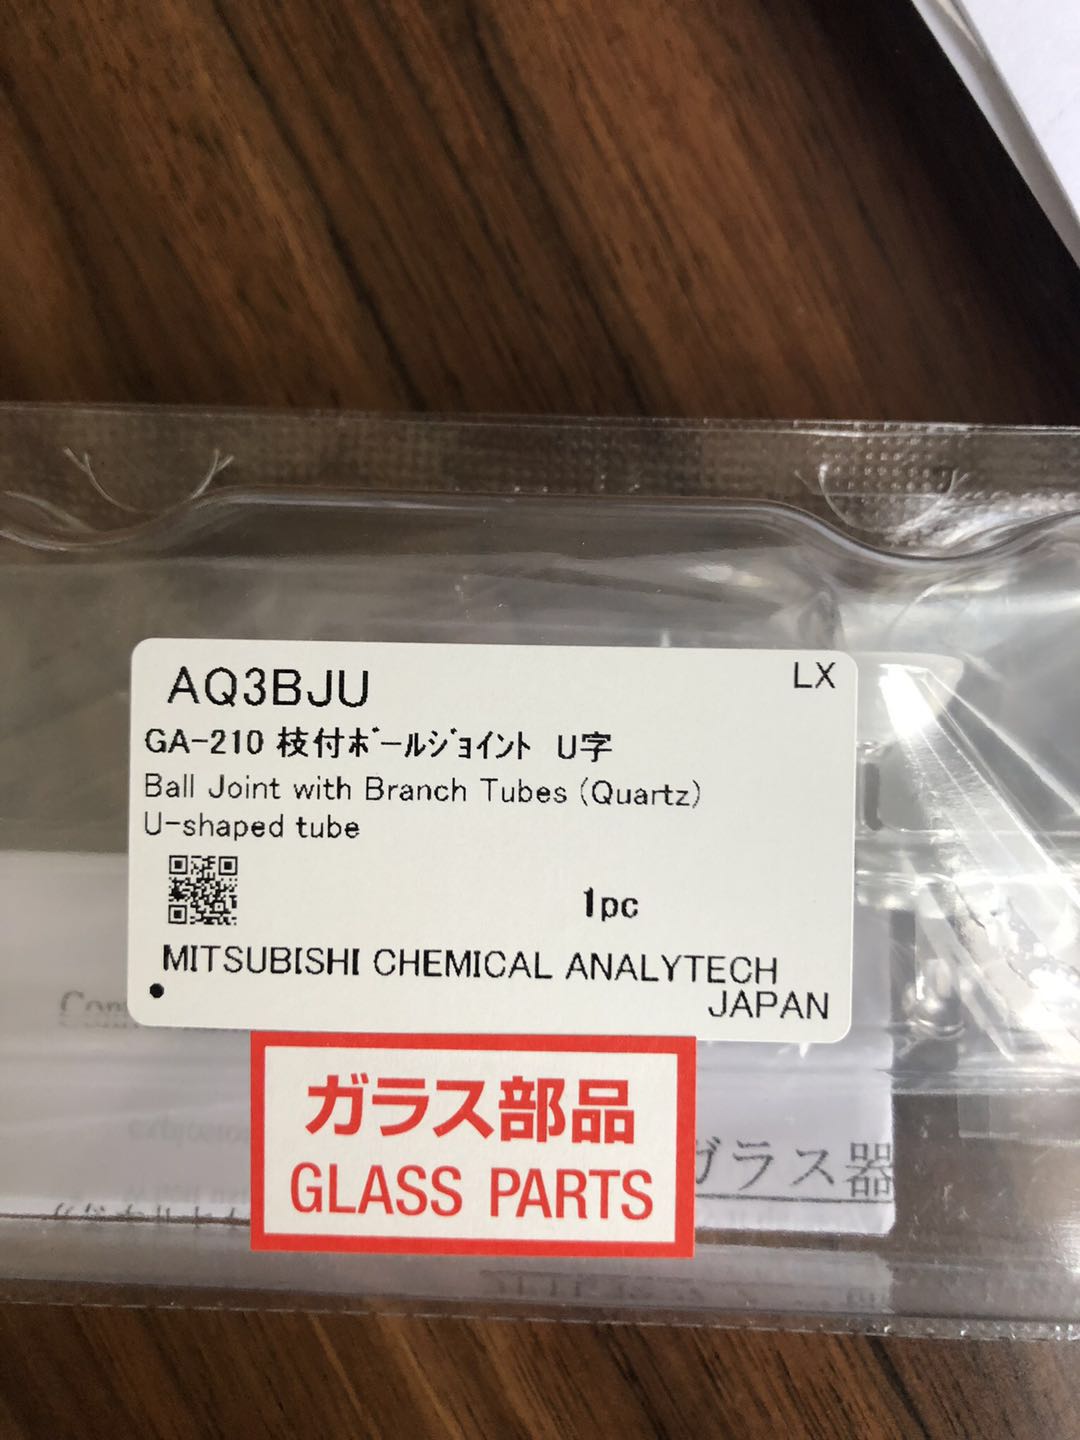 AQ3BJU
LX
GA-210 枝付ﾎﾞｰﾙｼﾞｮｲﾝﾄ U字
Ball Joint with Branch Tubes (Quartz)
U-shaped tube
1pc
MITSUBISHI CHEMICAL ANALYTECH
JAPAN
ガラス部品
GLASS PARTS
ガラス器